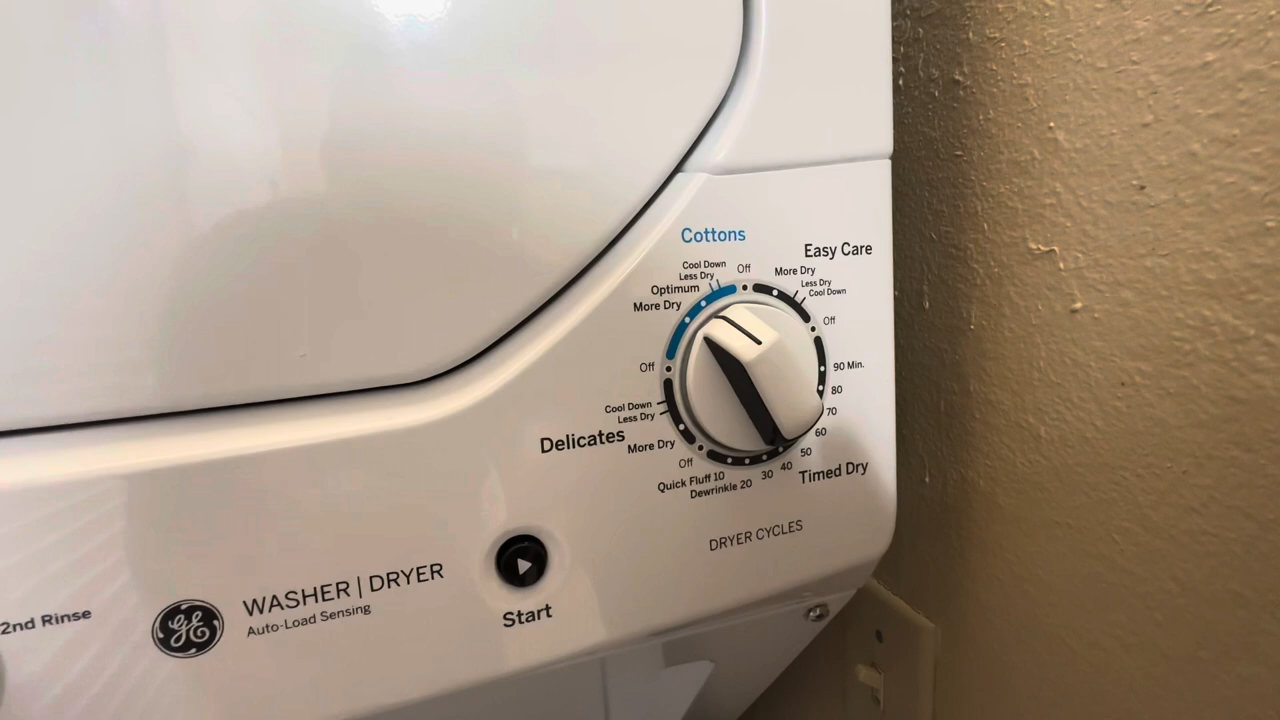 Cottons
Easy Care
Cool Down
Less Dry
Optimum
More Dry
Off
More Dry
Less Dry
Cool Down
Off
Off
90 Min.
80
70
60
50
40
30
Dewrinkle 20
Quick Fluff 10
Timed Dry
Cool Down
Less Dry
Delicates
More Dry
Off
DRYER CYCLES
Start
WASHER | DRYER
Auto-Load Sensing
GE
2nd Rinse